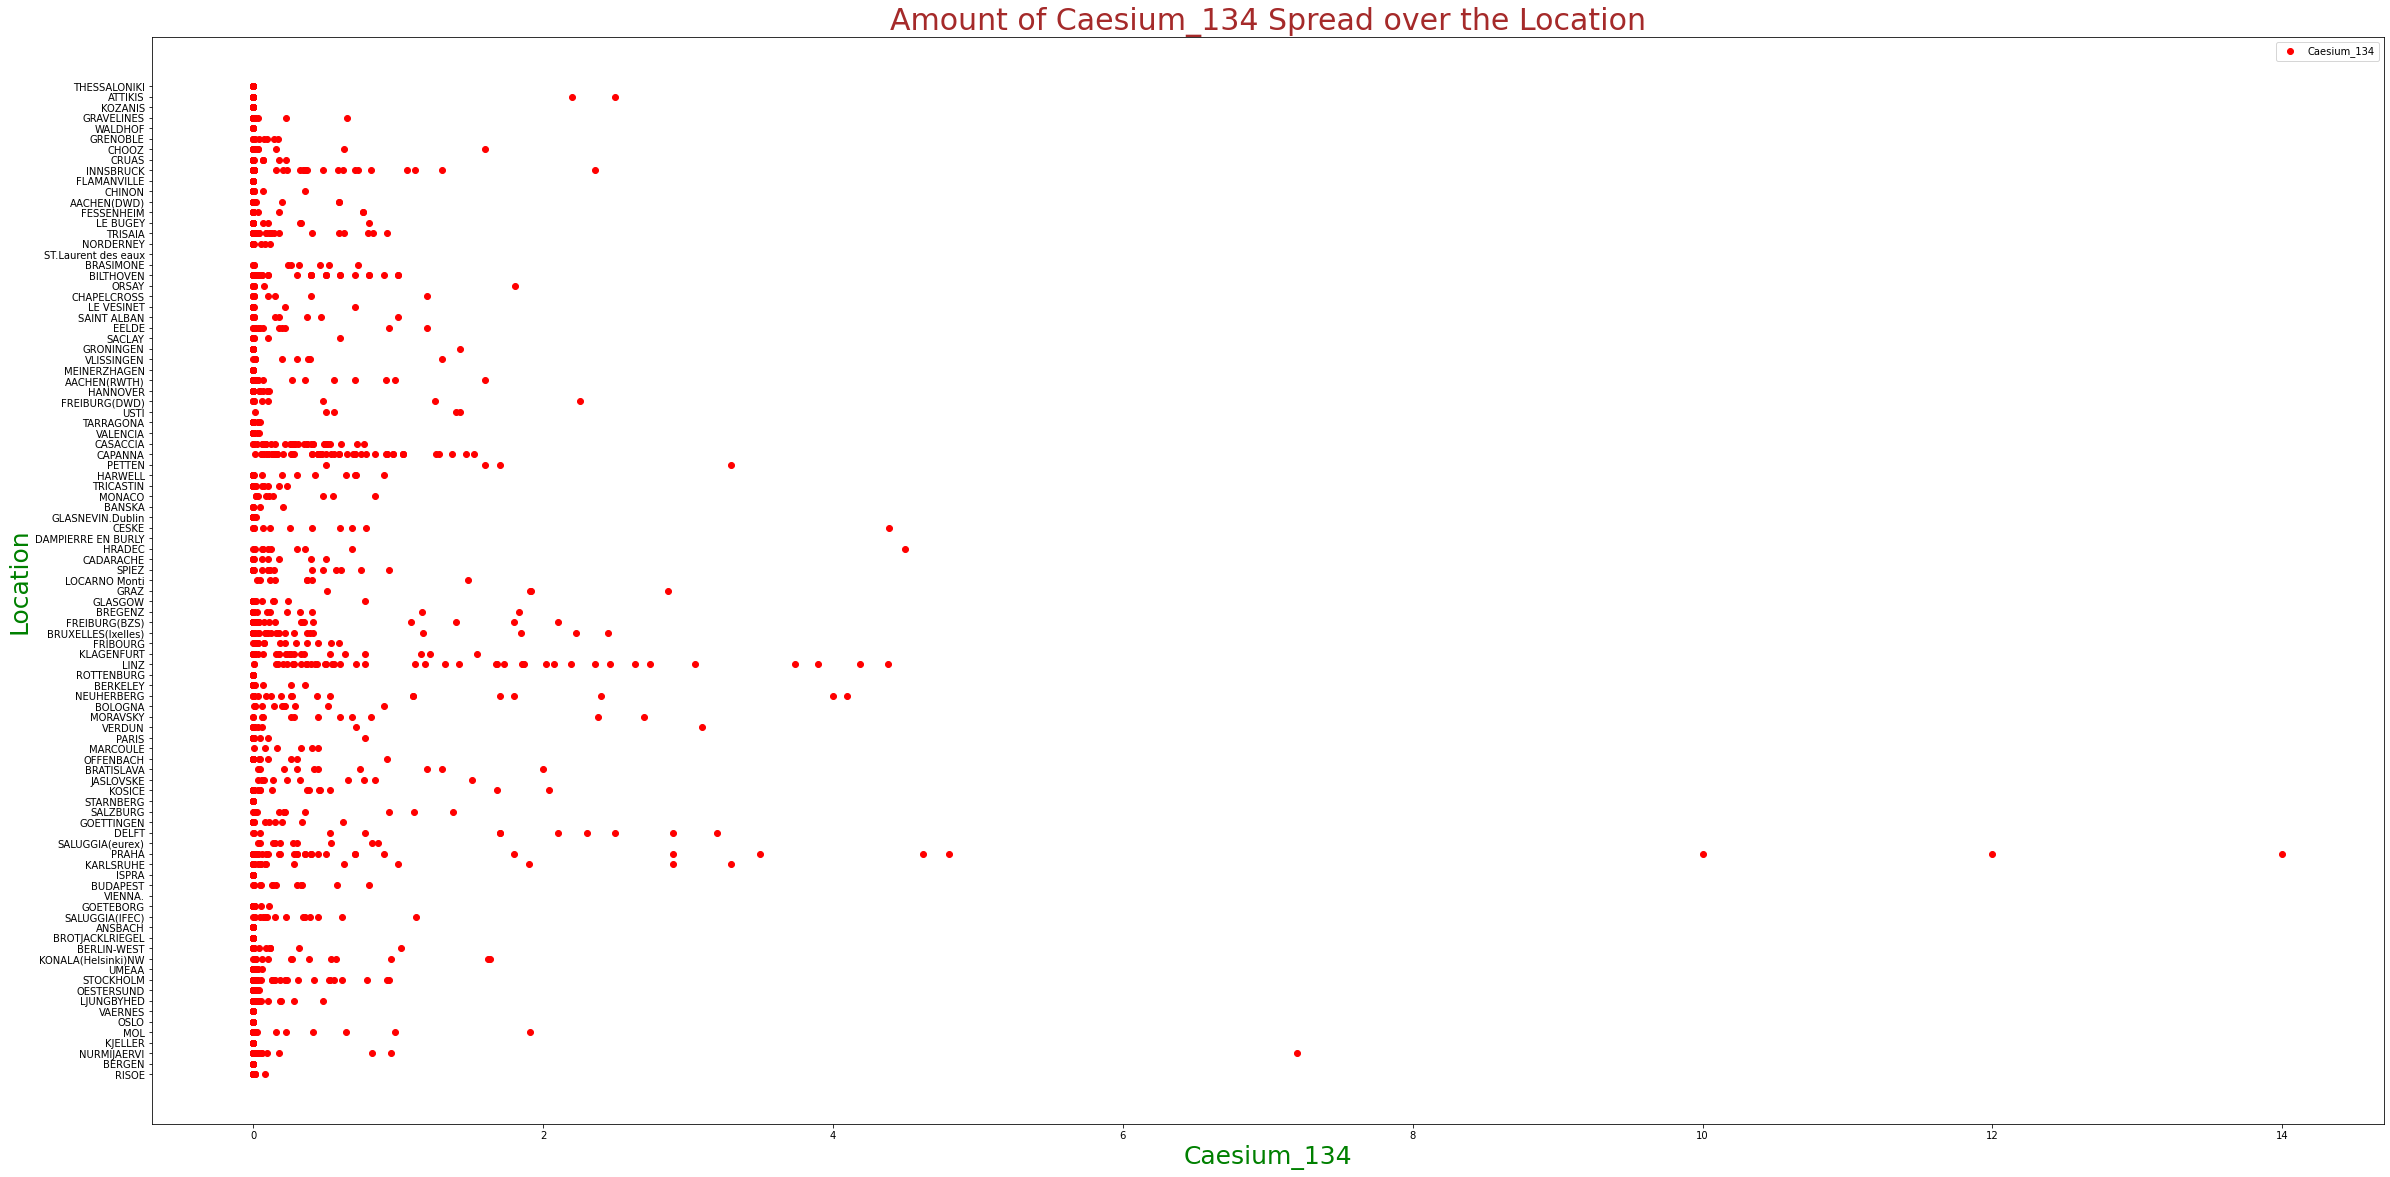 Amount of Caesium_134 Spread over the Location
Caesium_134
THESSALONIKI
ATTIKIS
KOZANIS
GRAVELINES
WALDHOF
GRENOBLE
CHOOZ
CRUAS
INNSBRUCK
FLAMANVILLE
CHINON
AACHEN(DWD)
FESSENHEIM
LE BUGEY
TRISAIA
NORDERNEY
ST.Laurent des eaux
BRASIMONE
BILTHOVEN
ORSAY
CHAPELCROSS
LE VESINET
SAINT ALBAN
EELDE
SACLAY
GRONINGEN
VLISSINGEN
MEINERZHAGEN
AACHEN(RWTH)
HANNOVER
FREIBURG(DWD)
USTI
TARRAGONA
VALENCIA
CASACCIA
CAPANNA
PETTEN
HARWELL
TRICASTIN
MONACO
BANSKA
GLASNEVIN.Dublin
CESKE
DAMPIERRE EN BURLY
HRADEC
CADARACHE
SPIEZ
LOCARNO Monti
GRAZ
GLASGOW
BREGENZ
FREIBURG(BZS)
BRUXELLES(Ixelles)
FRIBOURG
KLAGENFURT
LINZ
ROTTENBURG
BERKELEY
NEUHERBERG
BOLOGNA
MORAVSKY
VERDUN
PARIS
MARCOULE
OFFENBACH
BRATISLAVA
JASLOVSKE
KOSICE
STARNBERG
SALZBURG
GOETTINGEN
DELFT
SALUGGIA(eurex)
PRAHA
KARLSRUHE
ISPRA
BUDAPEST
VIENNA.
GOETEBORG
SALUGGIA(IFEC)
ANSBACH
BROTJACKLRIEGEL
BERLIN-WEST
KONALA(Helsinki)NW
UMEAA
STOCKHOLM
OESTERSUND
LJUNGBYHED
VAERNES
OSLO
MOL
KJELLER
NURMIJAERVI
BERGEN
RISOE
Location
0 2 4 6 8 10 12 14
Caesium_134